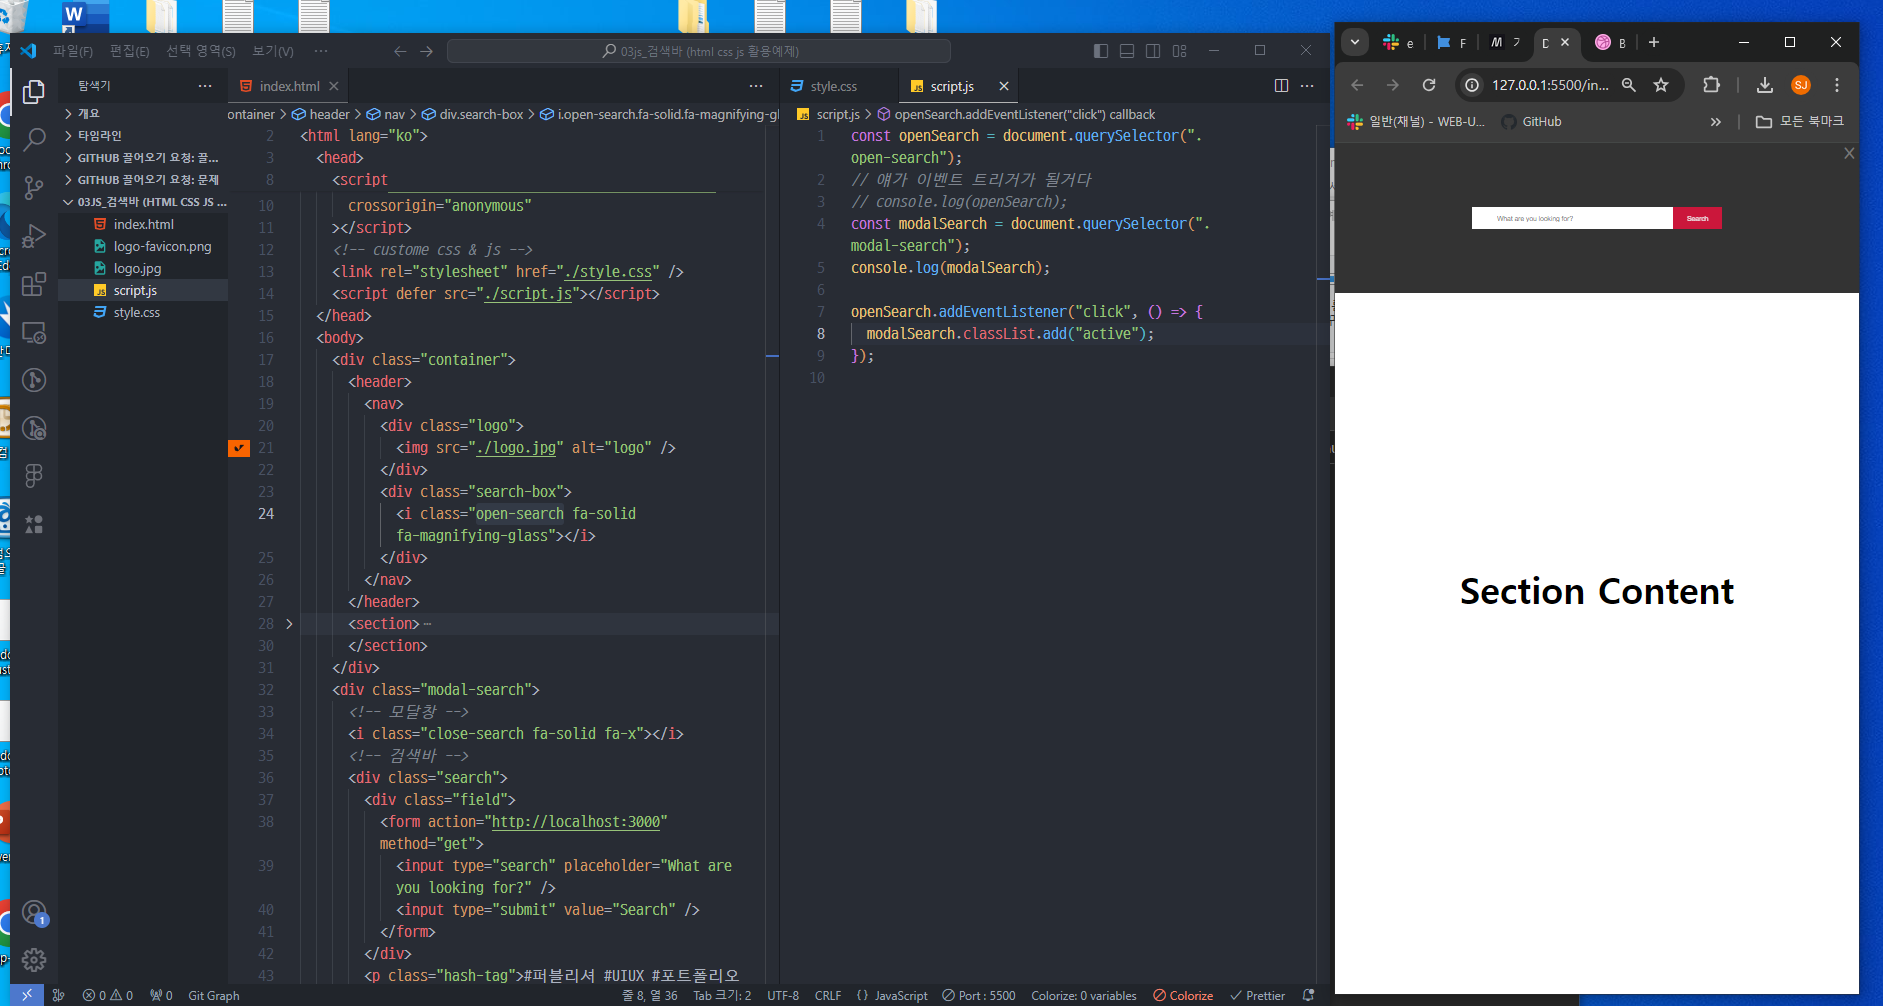 파일(F) 편집(E) 선택 영역(S) 보기(V) ···
03js_검색바 (html css js 활용예제)
탐색기 ···
개요
타임라인
GITHUB 끌어오기 요청: 끌...
GITHUB 끌어오기 요청: 문제
03JS_검색바 (HTML CSS JS ...
index.html
logo-favicon.png
logo.jpg
script.js
style.css
index.html
ontainer > header > nav > div.search-box > i.open-search.fa-solid.fa-magnifying-gl
2 <html lang="ko">
3 <head>
8 <script
10 crossorigin="anonymous"
11 ></script>
12 <!-- custome css & js -->
13 <link rel="stylesheet" href="./style.css" />
14 <script defer src="./script.js"></script>
15 </head>
16 <body>
17 <div class="container">
18 <header>
19 <nav>
20 <div class="logo">
21 <img src="./logo.jpg" alt="logo" />
22 </div>
23 <div class="search-box">
24 <i class="open-search fa-solid
fa-magnifying-glass"></i>
25 </div>
26 </nav>
27 </header>
28 <section>⋯
30 </section>
31 </div>
32 <div class="modal-search">
33 <!-- 모달창 -->
34 <i class="close-search fa-solid fa-x"></i>
35 <!-- 검색바 -->
36 <div class="search">
37 <div class="field">
38 <form action="http://localhost:3000"
method="get">
39 <input type="search" placeholder="What are
you looking for?" />
40 <input type="submit" value="Search" />
41 </form>
42 </div>
43 <p class="hash-tag">#퍼블리셔 #UIUX #포트폴리오
style.css
script.js
script.js > openSearch.addEventListener("click") callback
1 const openSearch = document.querySelector(".
open-search");
2 // 얘가 이벤트 트리거가 될거다
3 // console.log(openSearch);
4 const modalSearch = document.querySelector(".
modal-search");
5 console.log(modalSearch);
6
7 openSearch.addEventListener("click", () => {
8 modalSearch.classList.add("active");
9 });
10
1
0 0 0 Git Graph
줄 8, 열 36 Tab 크기: 2 UTF-8 CRLF {} JavaScript Port : 5500 Colorize: 0 variables Colorize Prettier
e F M D B
127.0.0.1:5500/in...
SJ
일반(채널) - WEB-U... GitHub » 모든 북마크
X
What are you looking for? Search
Section Content
W